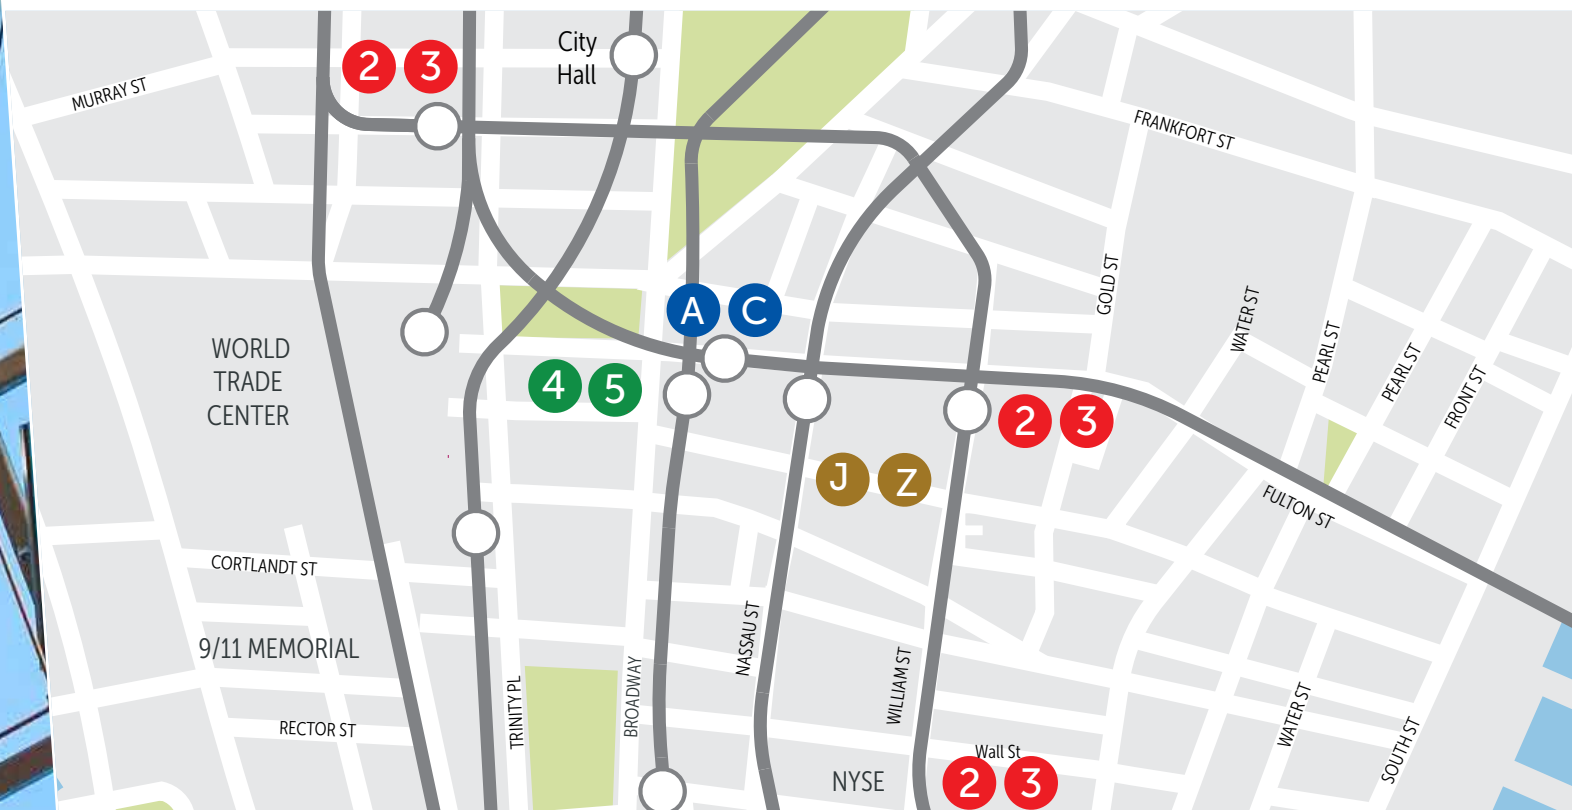 City
Hall
2 3
MURRAY ST
FRANKFORT ST
GOLD ST
WATER ST
PEARL ST
PEARL ST
FRONT ST
A C
WORLD
TRADE
CENTER
4 5
2 3
J Z
FULTON ST
CORTLANDT ST
9/11 MEMORIAL
NASSAU ST
WILLIAM ST
BROADWAY
TRINITY PL
RECTOR ST
WATER ST
SOUTH ST
Wall St
NYSE
2 3